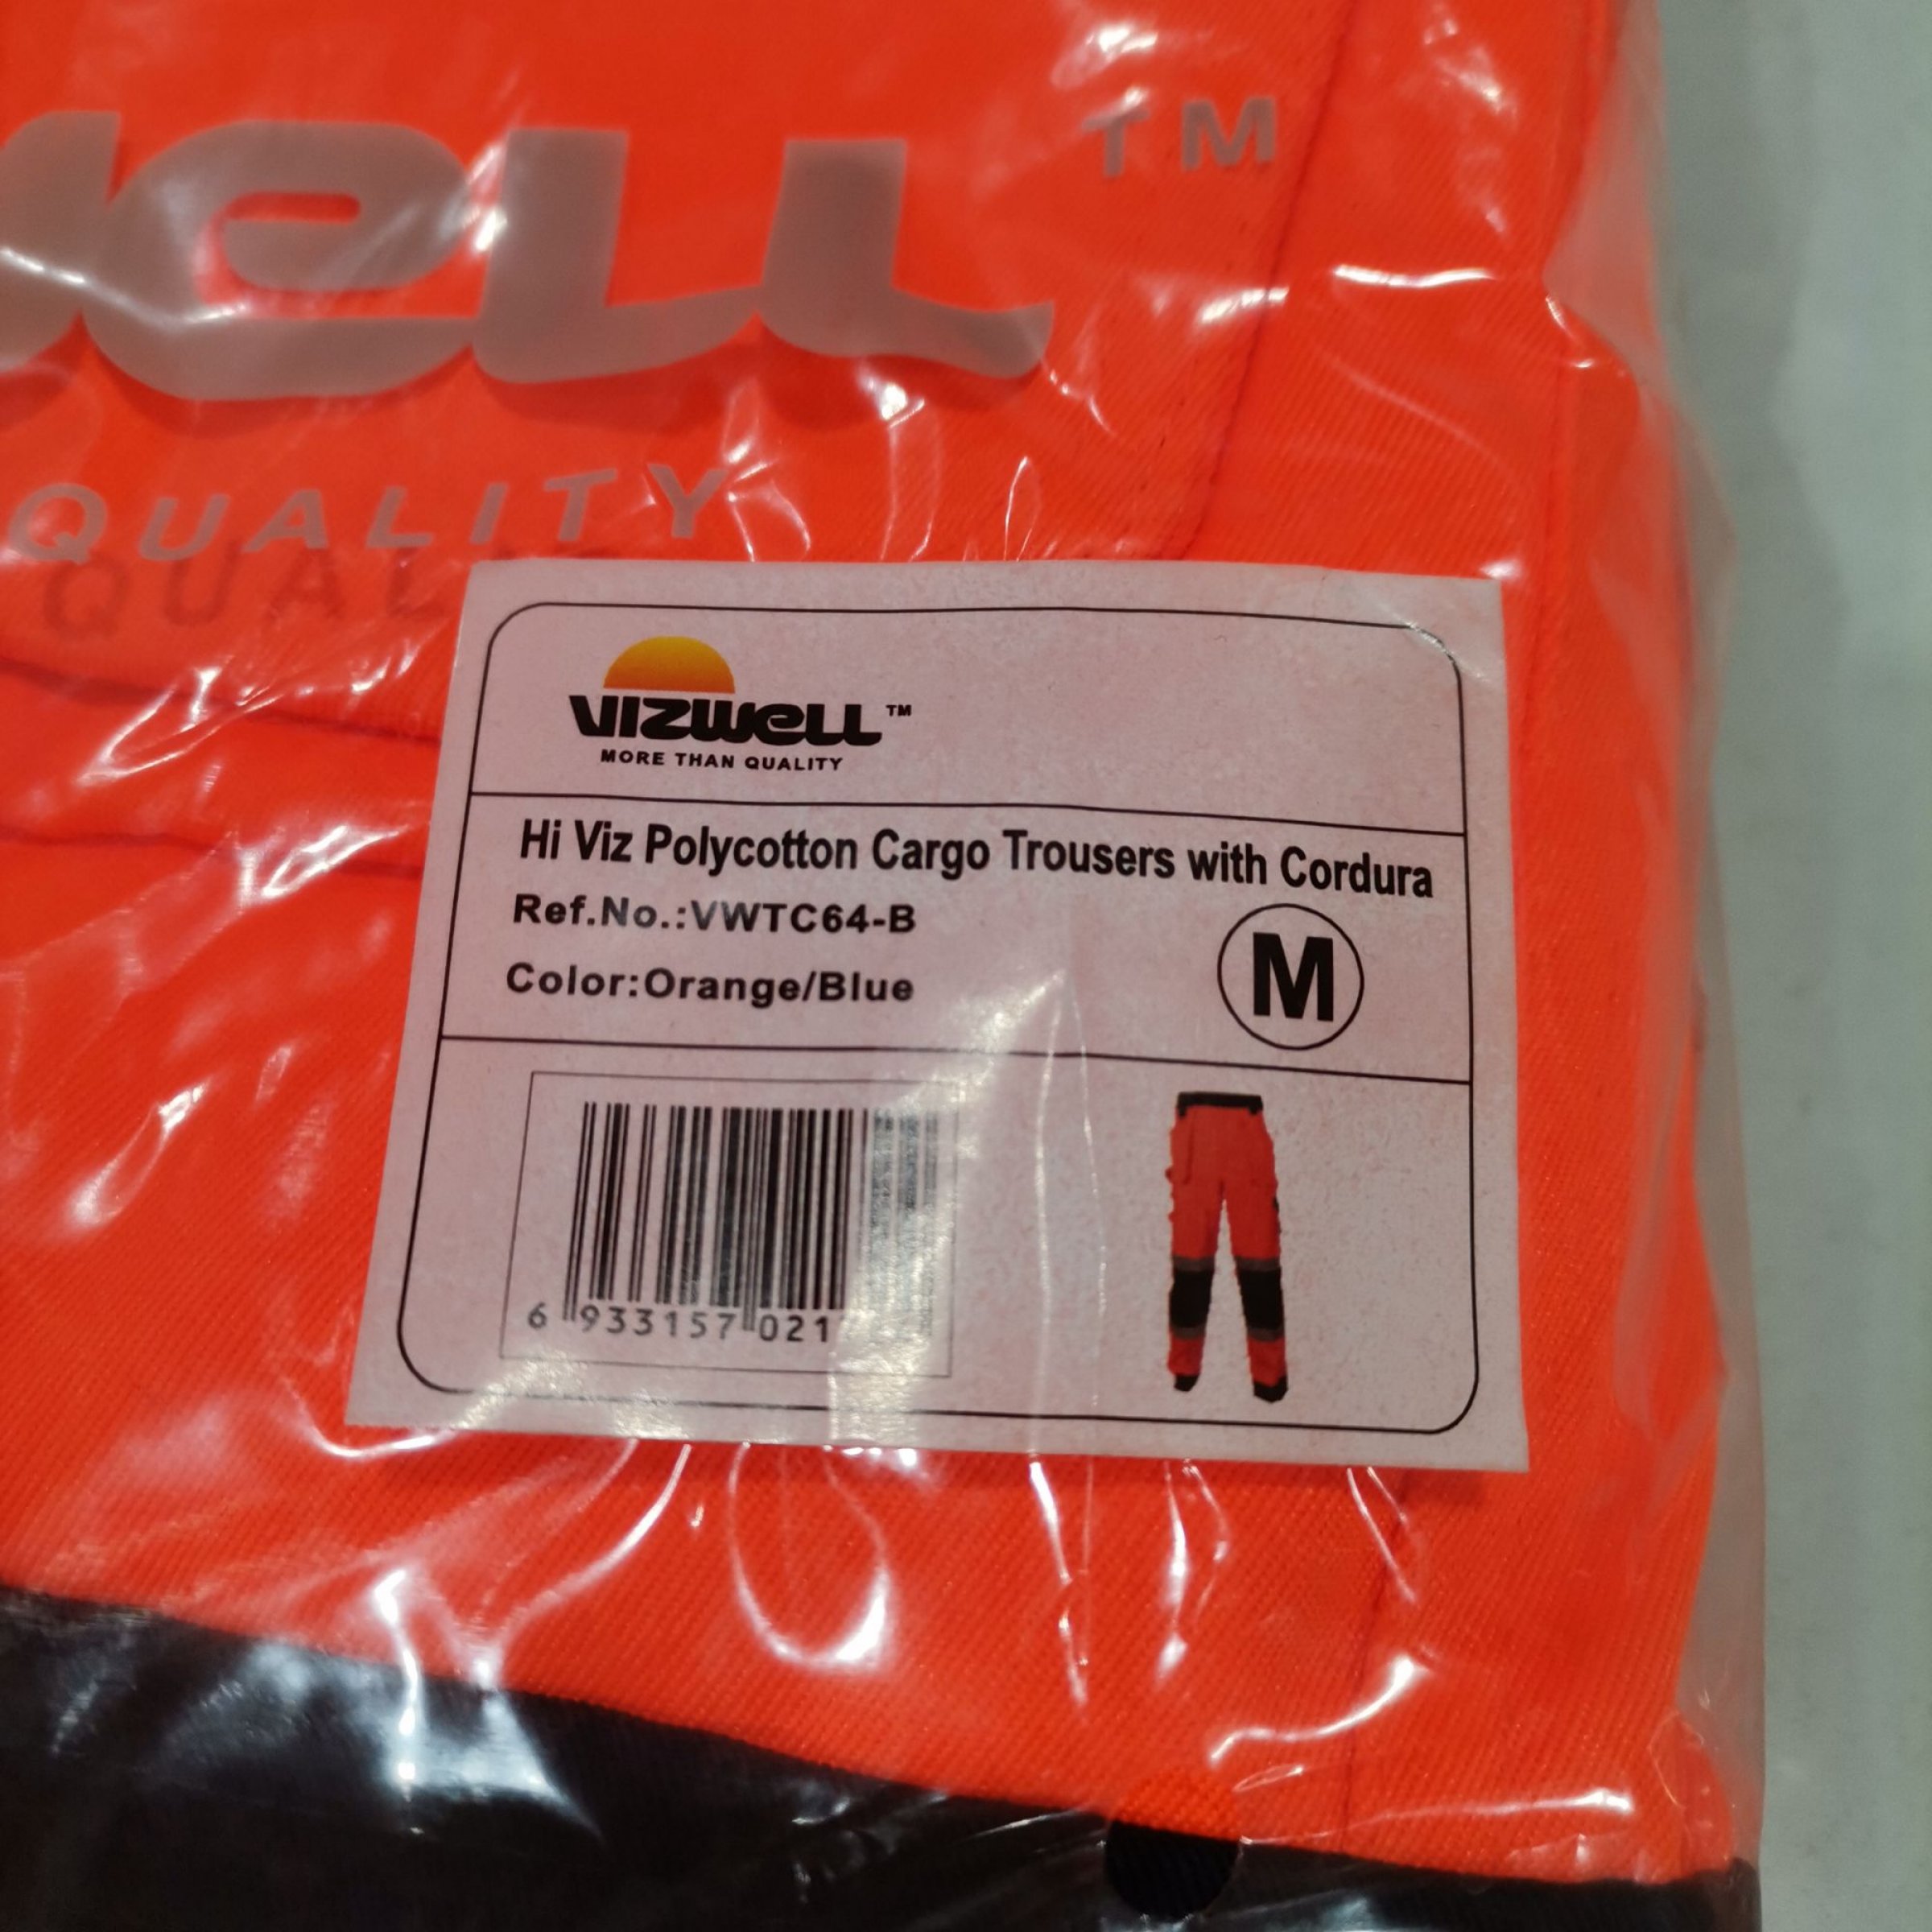 ell TM
QUALITY
VIZWELL™
MORE THAN QUALITY
Hi Viz Polycotton Cargo Trousers with Cordura
Ref.No.:VWTC64-B
Color:Orange/Blue
M
6 933157 021